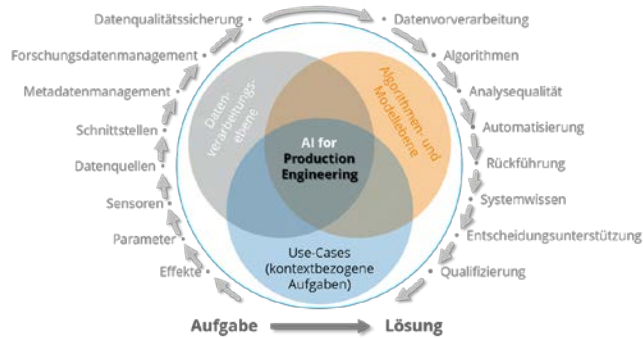 Datenqualitätssicherung
Datenvorverarbeitung
Forschungsdatenmanagement
Algorithmen
Metadatenmanagement
Analysequalität
Schnittstellen
Automatisierung
Datenquellen
Rückführung
Sensoren
Systemwissen
Parameter
Entscheidungsunterstützung
Effekte
Qualifizierung
Daten-
verarbeitungs-
ebene
Algorithmen- und
Modellebene
AI for
Production
Engineering
Use-Cases
(kontextbezogene
Aufgaben)
Aufgabe
Lösung